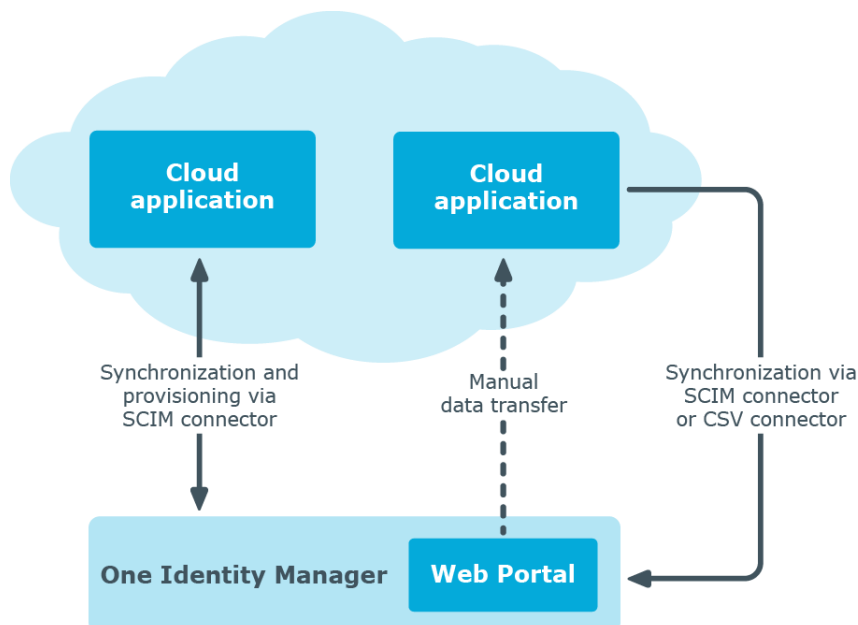 Cloud
application
Cloud
application
Synchronization and
provisioning via
SCIM connector
Manual
data transfer
Synchronization via
SCIM connector
or CSV connector
One Identity Manager
Web Portal